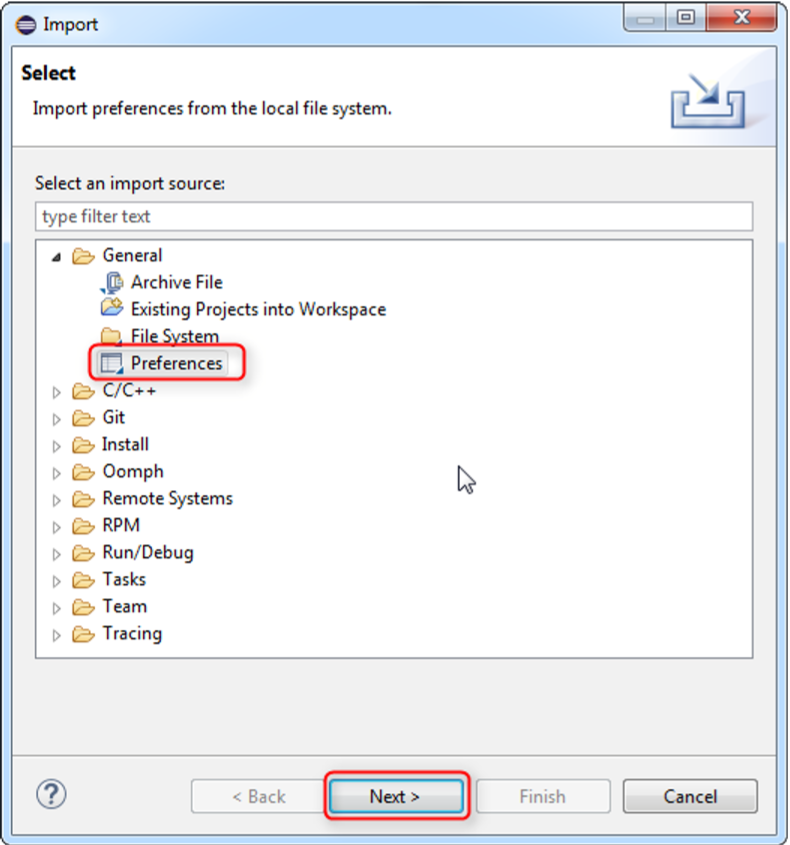 Import
Select
Import preferences from the local file system.
Select an import source:
type filter text
General
Archive File
Existing Projects into Workspace
File System
Preferences
C/C++
Git
Install
Oomph
Remote Systems
RPM
Run/Debug
Tasks
Team
Tracing
? < Back Next > Finish Cancel